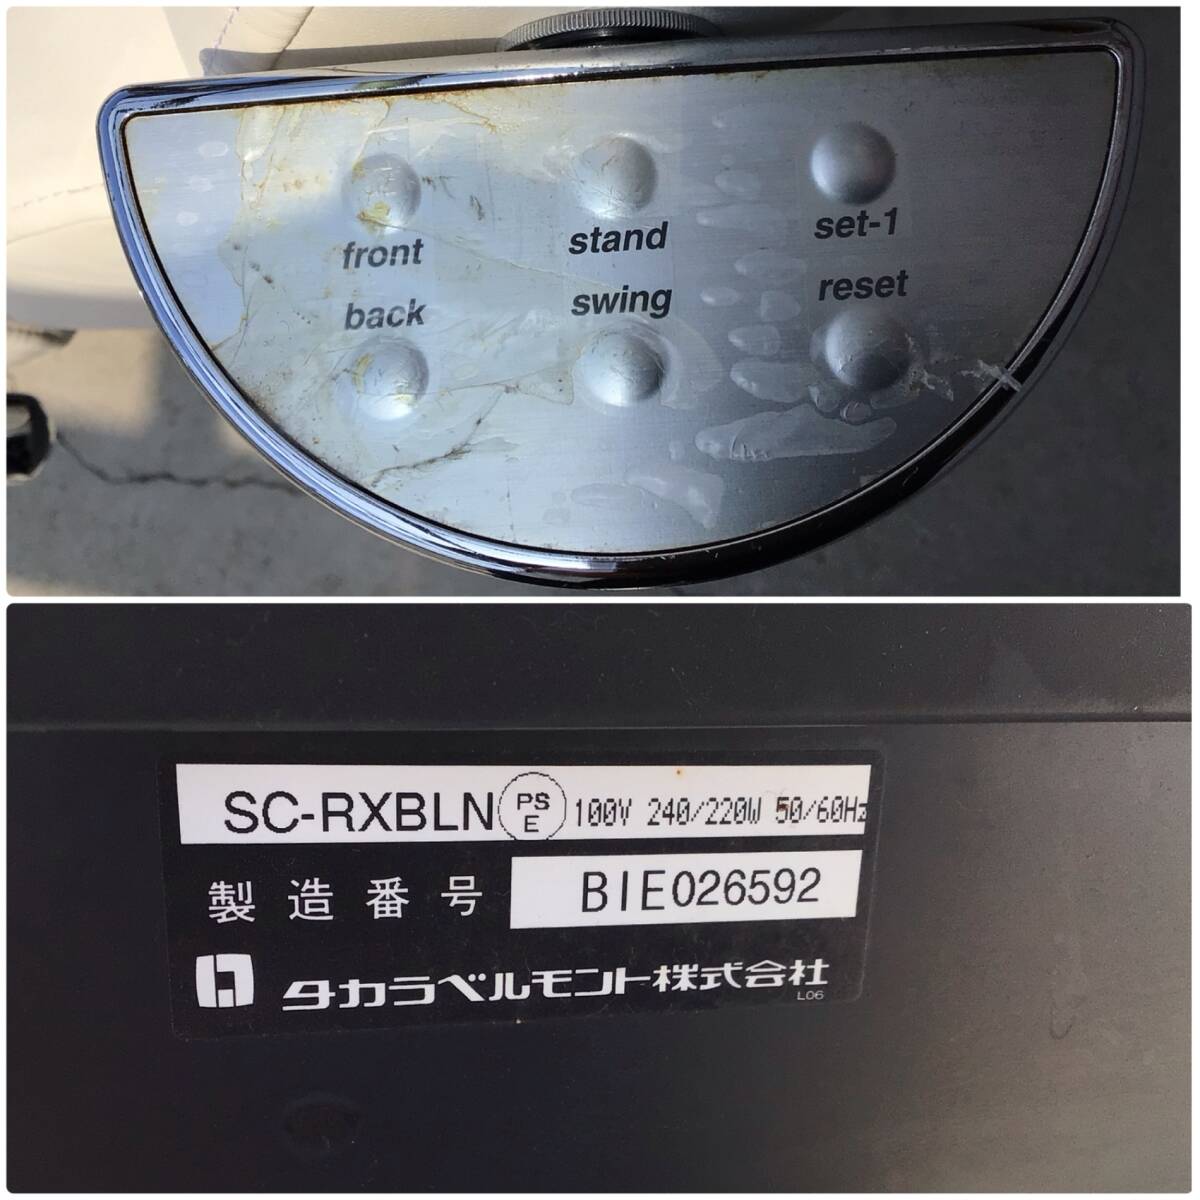 front stand set-1
back swing reset
SC-RXBLN PS E 100V 240/220W 50/60Hz
製造番号 BIE026592
タカラベルモント株式会社
L06